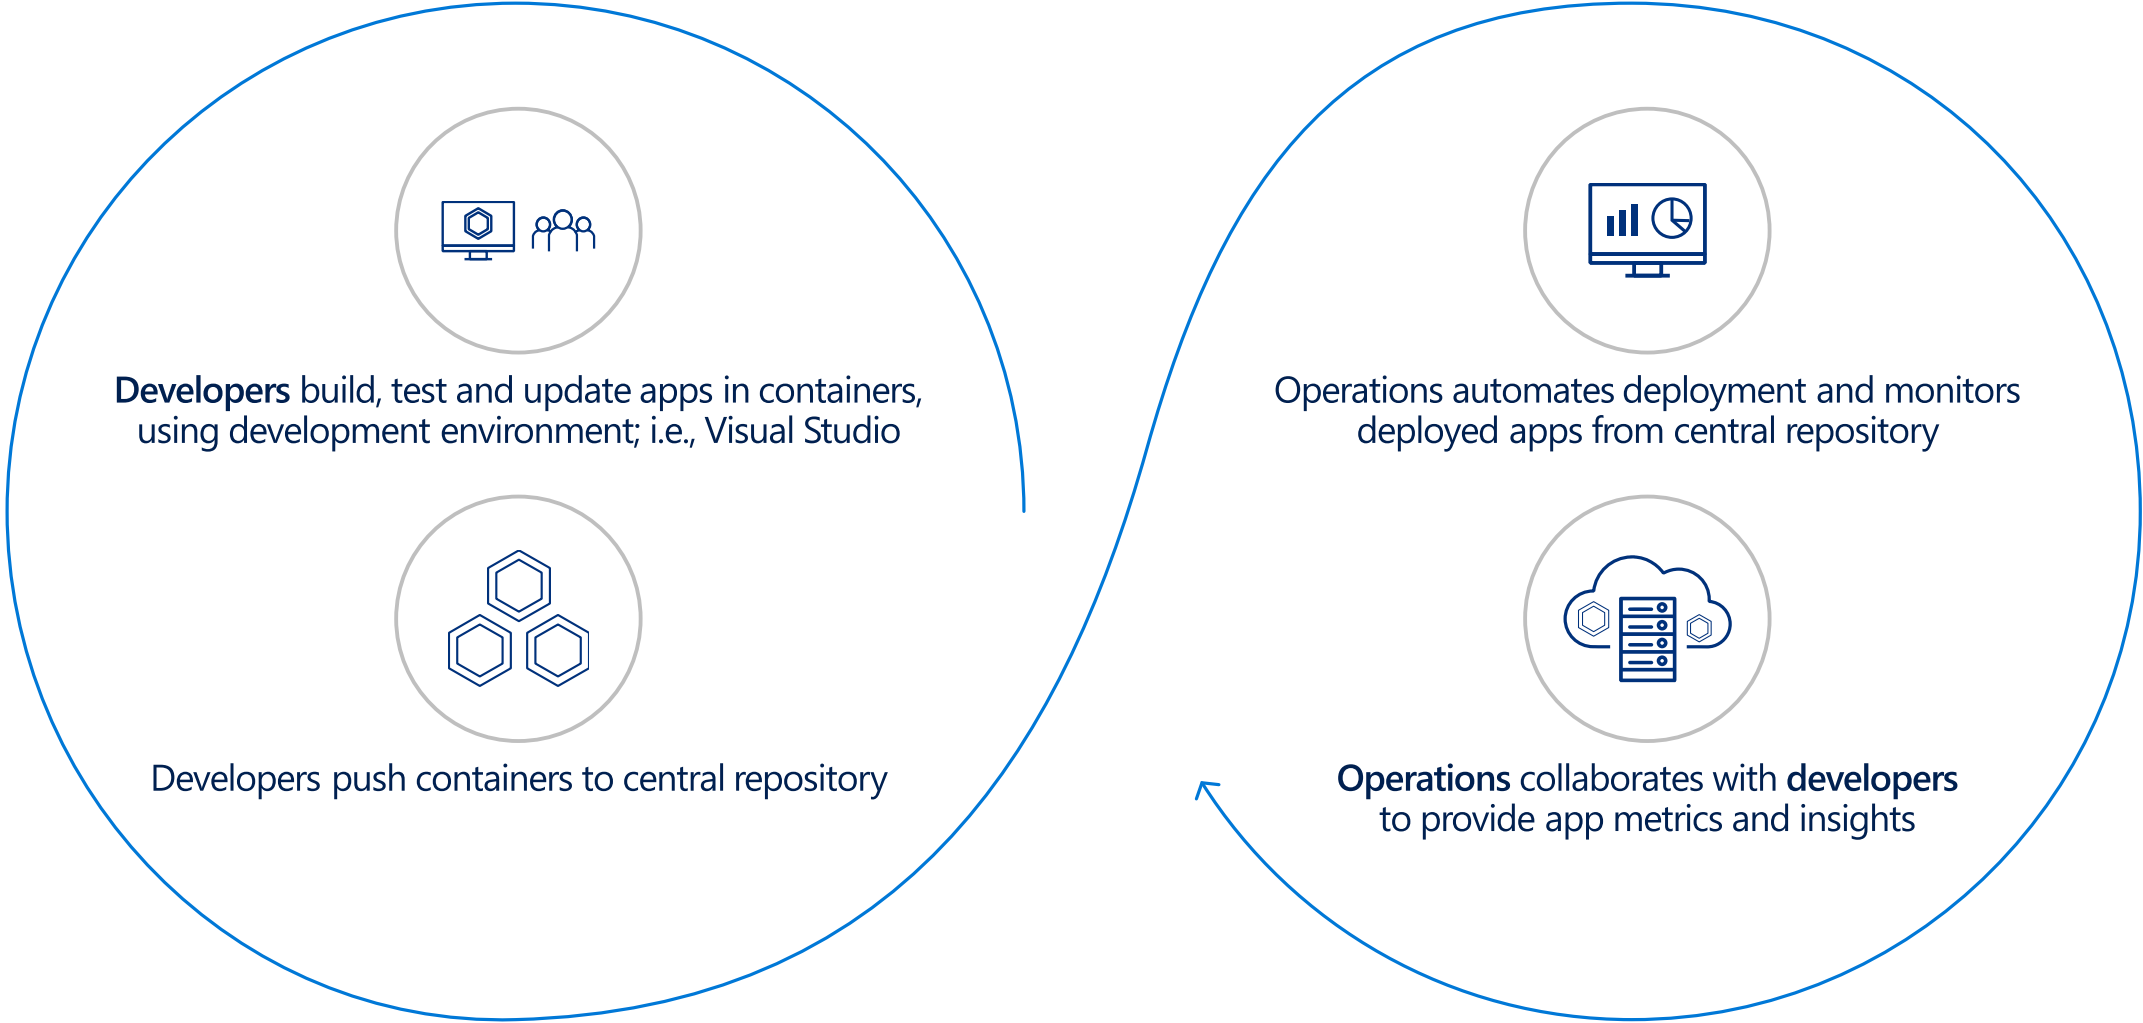 Developers build, test and update apps in containers,
using development environment; i.e., Visual Studio
Developers push containers to central repository
Operations automates deployment and monitors
deployed apps from central repository
Operations collaborates with developers
to provide app metrics and insights